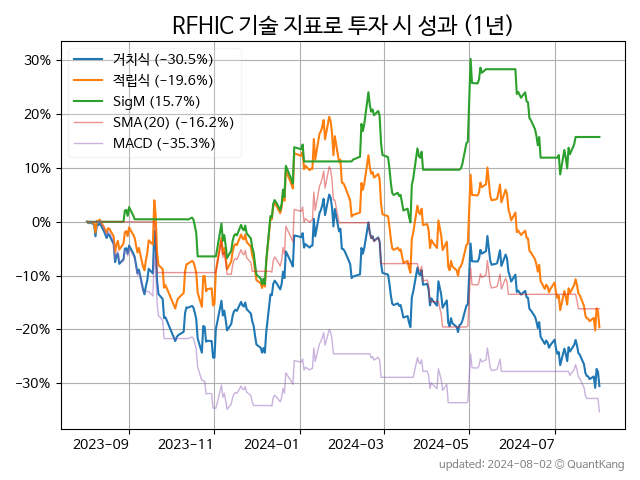 RFHIC 기술 지표로 투자 시 성과 (1년)
거치식 (−30.5%)
적립식 (−19.6%)
SigM (15.7%)
SMA(20) (−16.2%)
MACD (−35.3%)
30%
20%
10%
0%
−10%
−20%
−30%
2023-09 2023-11 2024-01 2024-03 2024-05 2024-07
updated: 2024-08-02 © QuantKang